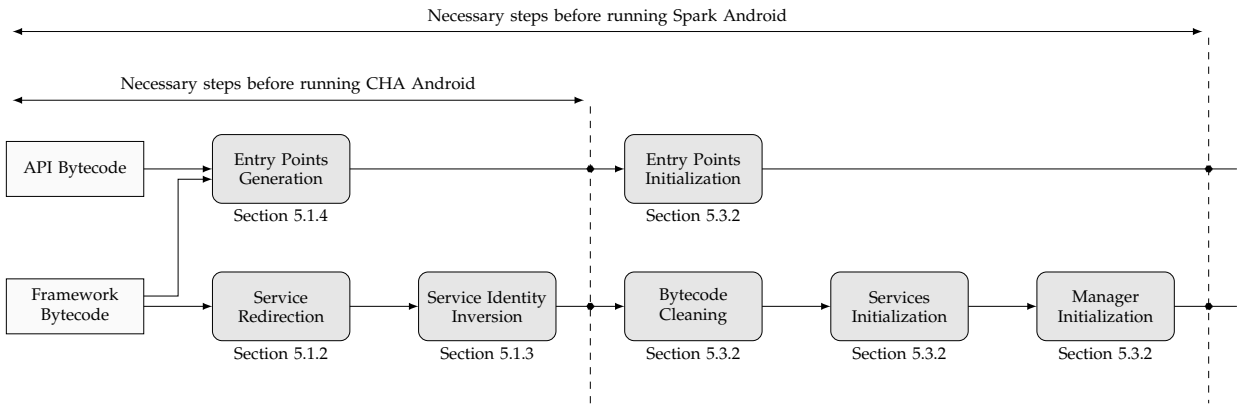 Necessary steps before running Spark Android
Necessary steps before running CHA Android
API Bytecode
Entry Points
Generation
Section 5.1.4
Entry Points
Initialization
Section 5.3.2
Framework
Bytecode
Service
Redirection
Section 5.1.2
Service Identity
Inversion
Section 5.1.3
Bytecode
Cleaning
Section 5.3.2
Services
Initialization
Section 5.3.2
Manager
Initialization
Section 5.3.2